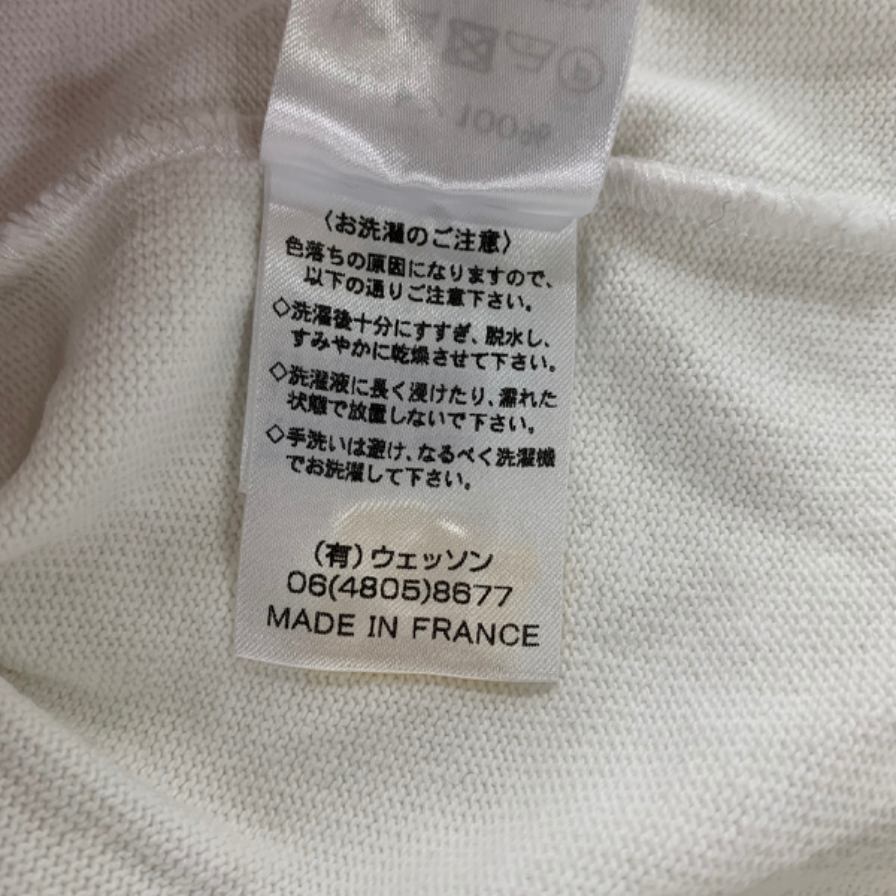 100%
〈お洗濯のご注意〉
色落ちの原因になりますので、
以下の通りご注意下さい。
◇洗濯後十分にすすぎ、脱水し、
すみやかに乾燥させて下さい。
◇洗濯液に長く浸けたり、濡れた
状態で放置しないで下さい。
◇手洗いは避け、なるべく洗濯機
でお洗濯して下さい。
(有)ウェッソン
06(4805)8677
MADE IN FRANCE